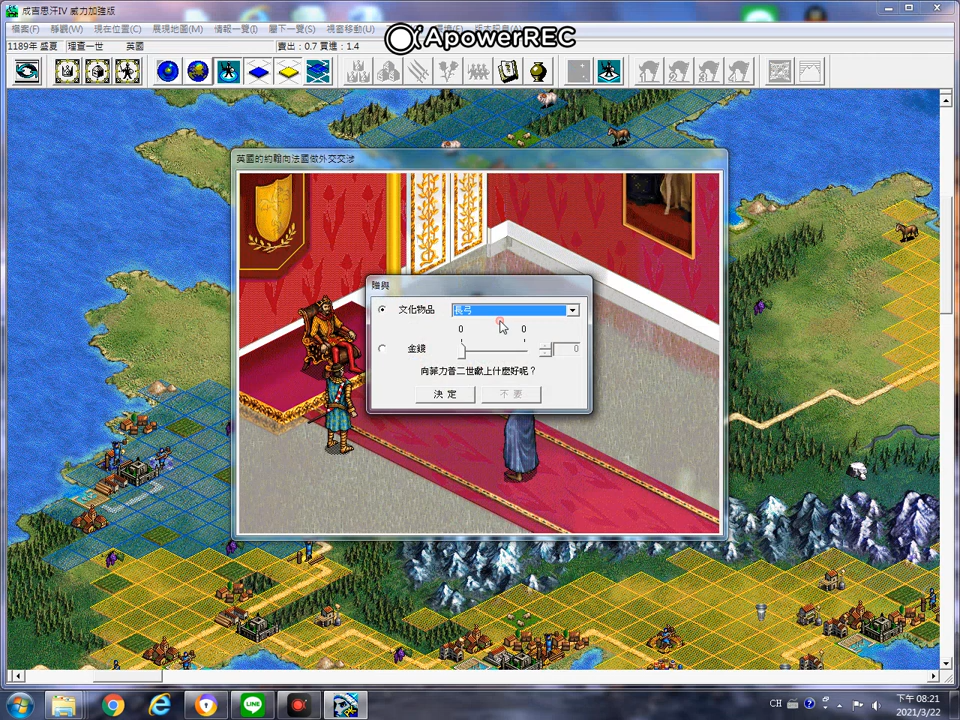 成吉思汗IV 威力加強版
檔案(F) 靜觀(W) 現在位置(C) 展現地圖(M) 情報一覽(I) 麾下一覽(S) 視窗移動(U)
ApowerREC
1189年 盛夏 理查一世 英國 賣出：0.7 買進：1.4
英國的約翰向法國做外交交涉
贈與
文化物品 長弓
0 0
金錢 0
向菲力普二世獻上什麼好呢？
決定 不要
LINE
CH
下午 08:21
2021/3/22